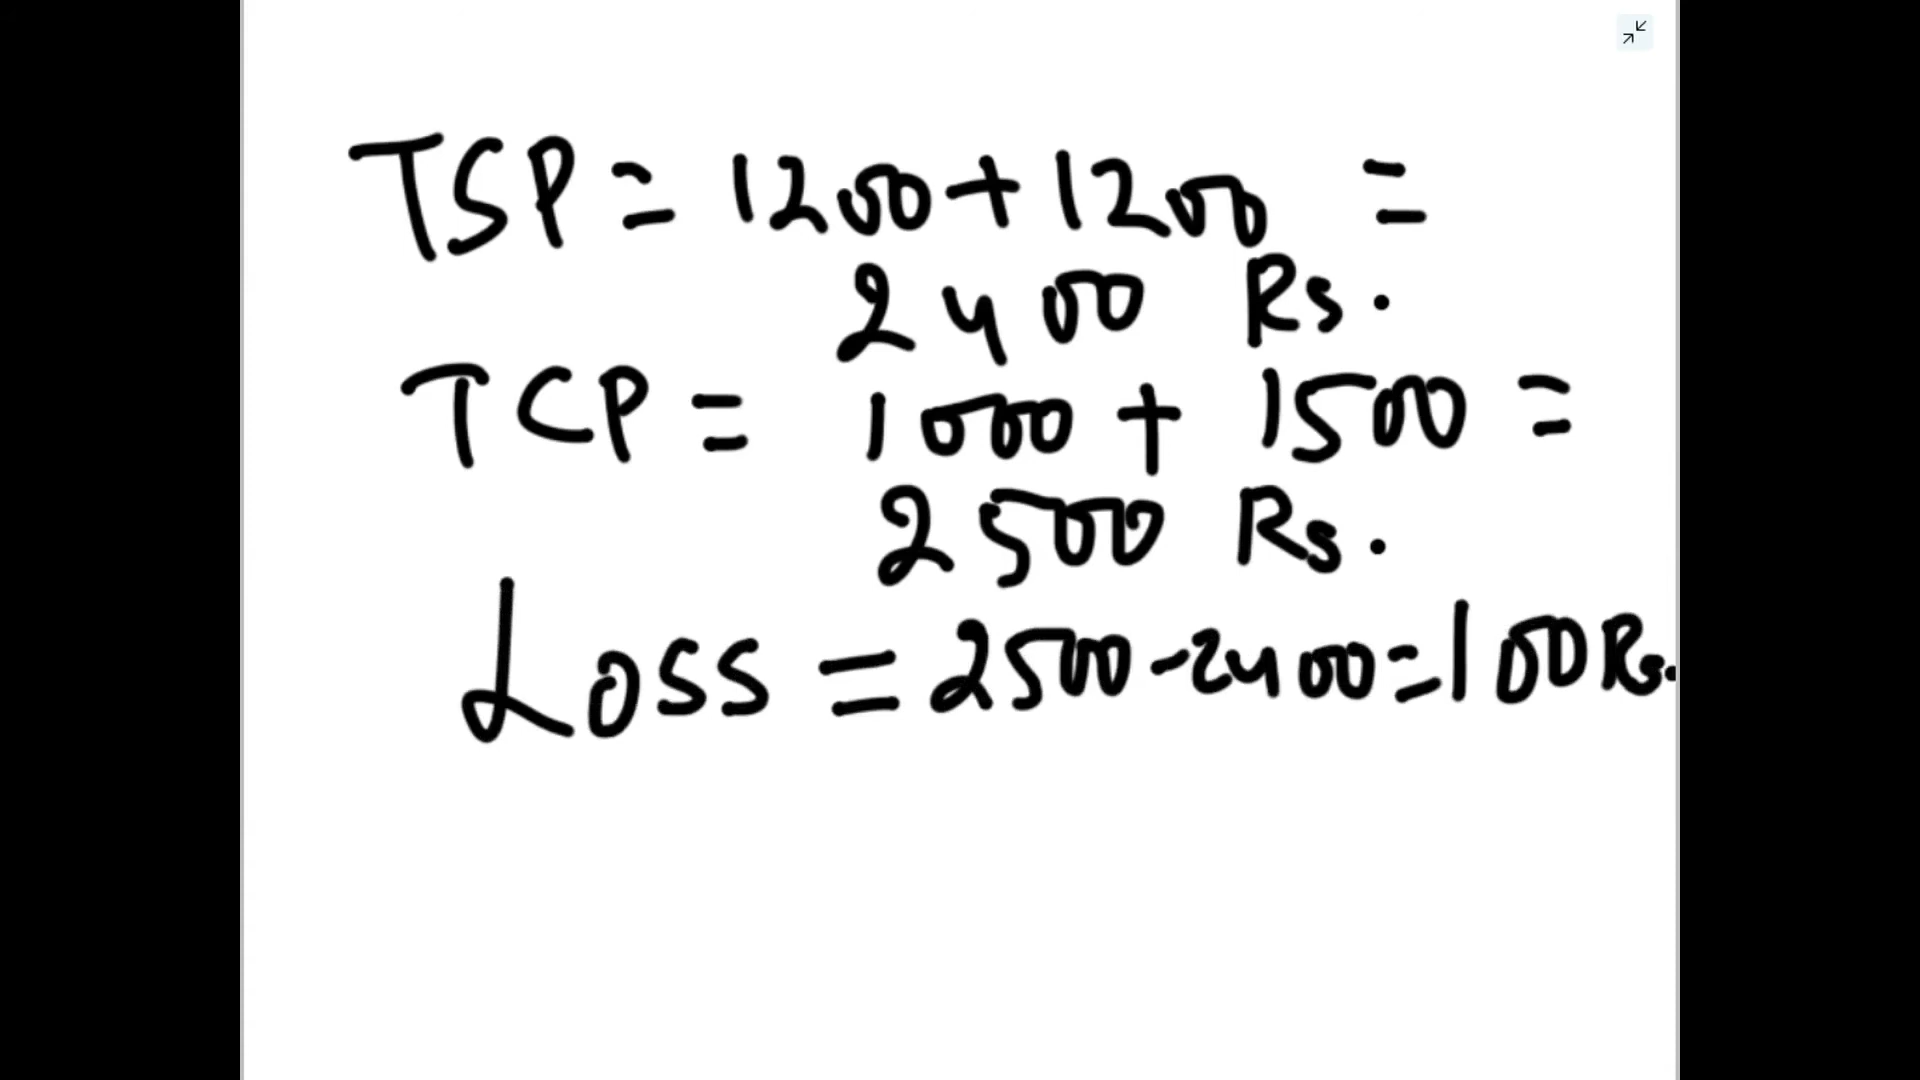 TSP = 1200 + 1200 =
2400 Rs.
TCP = 1000 + 1500 =
2500 Rs.
Loss = 2500 - 2400 = 100 Rs.